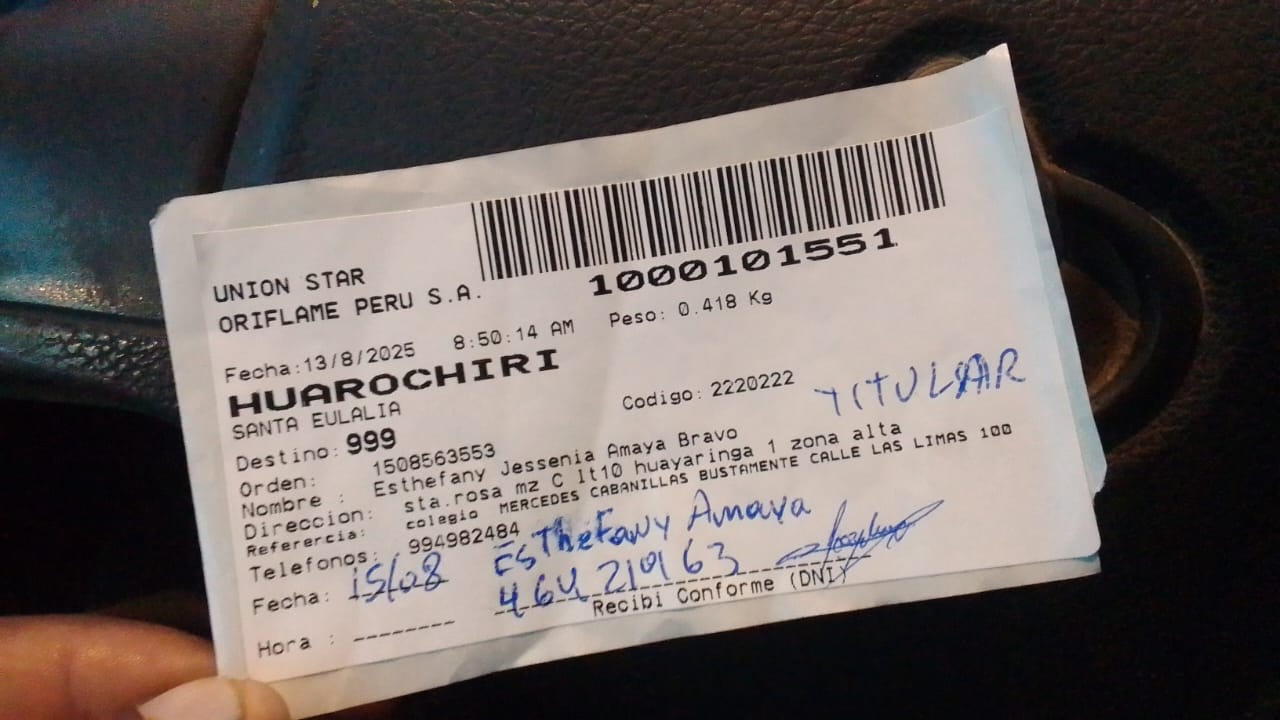 UNION STAR
ORIFLAME PERU S.A.
1000101551
Fecha:13/8/2025 8:50:14 AM Peso: 0.418 Kg
HUAROCHIRI
SANTA EULALIA
Codigo: 2220222 TITULAR
Destino: 999
Orden: 1508563553
Nombre : Esthefany Jessenia Amaya Bravo
Direccion: sta.rosa mz C lt10 huayaringa 1 zona alta
Referercia: colegio MERCEDES CABANILLAS BUSTAMENTE CALLE LAS LIMAS 100
Telefonos: 994982484
Esthefany Amaya
Fecha: 15/08
46421963
Recibi Conforme (DNI)
Hora : --------